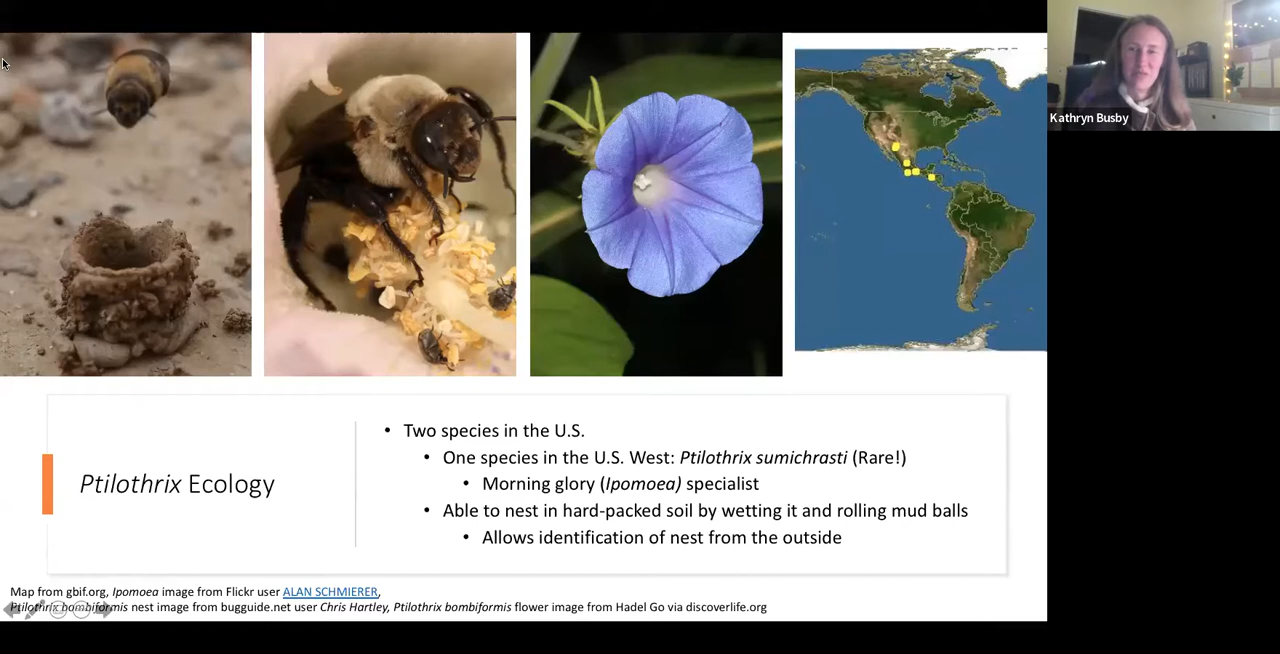 Kathryn Busby
Ptilothrix Ecology
• Two species in the U.S.
• One species in the U.S. West: Ptilothrix sumichrasti (Rare!)
• Morning glory (Ipomoea) specialist
• Able to nest in hard-packed soil by wetting it and rolling mud balls
• Allows identification of nest from the outside
Map from gbif.org, Ipomoea image from Flickr user ALAN SCHMIERER,
Ptilothrix bombiformis nest image from bugguide.net user Chris Hartley, Ptilothrix bombiformis flower image from Hadel Go via discoverlife.org